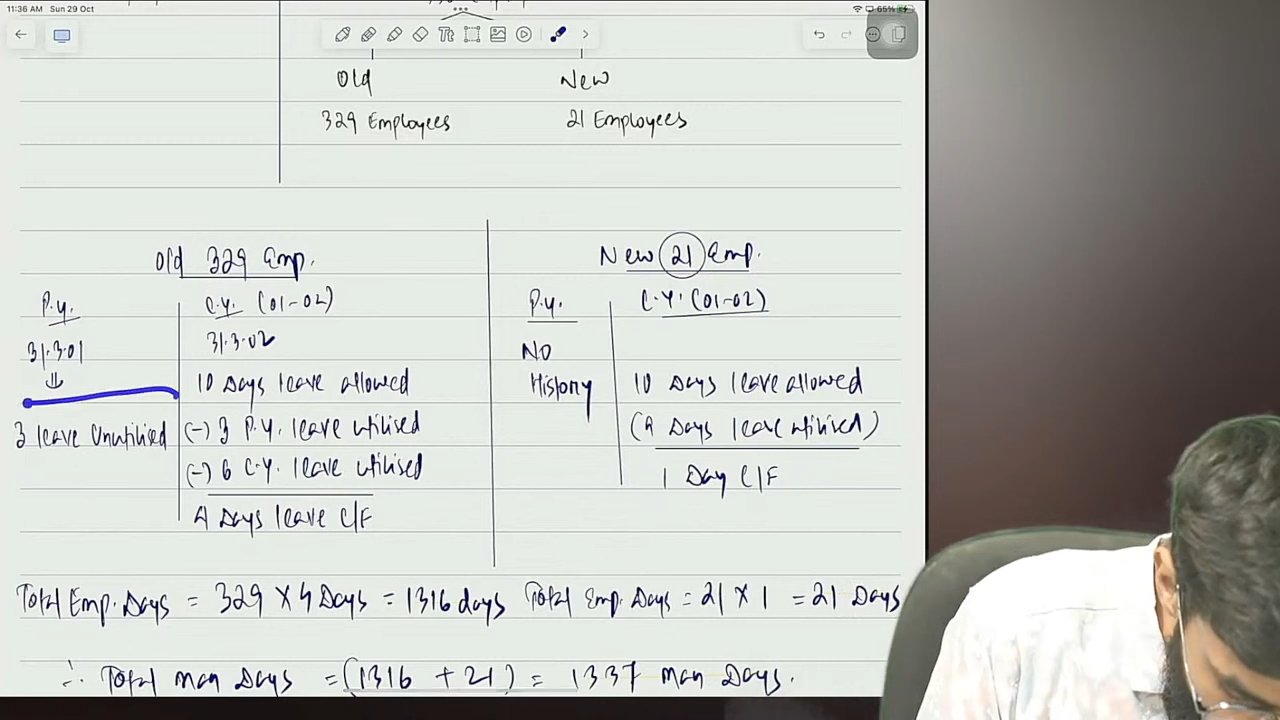 11:36 AM Sun 29 Oct
65%
Tt
Old New
329 Employees 21 Employees
Old 329 Emp.
P.y. C.y. (01-02)
31.3.01 31.3.02
10 Days leave allowed
3 leave Unutilised (-) 3 P.y. leave utilised
(-) 6 C.y. leave utilised
4 Days leave C/F
New 21 Emp.
P.y. C.y. (01-02)
NO
History 10 Days leave allowed
(9 Days leave utilised)
1 Day C/F
Total Emp. Days = 329 × 4 Days = 1316 days Total Emp. Days = 21 × 1 = 21 Days
∴ Total man Days = (1316 + 21) = 1337 Man Days.